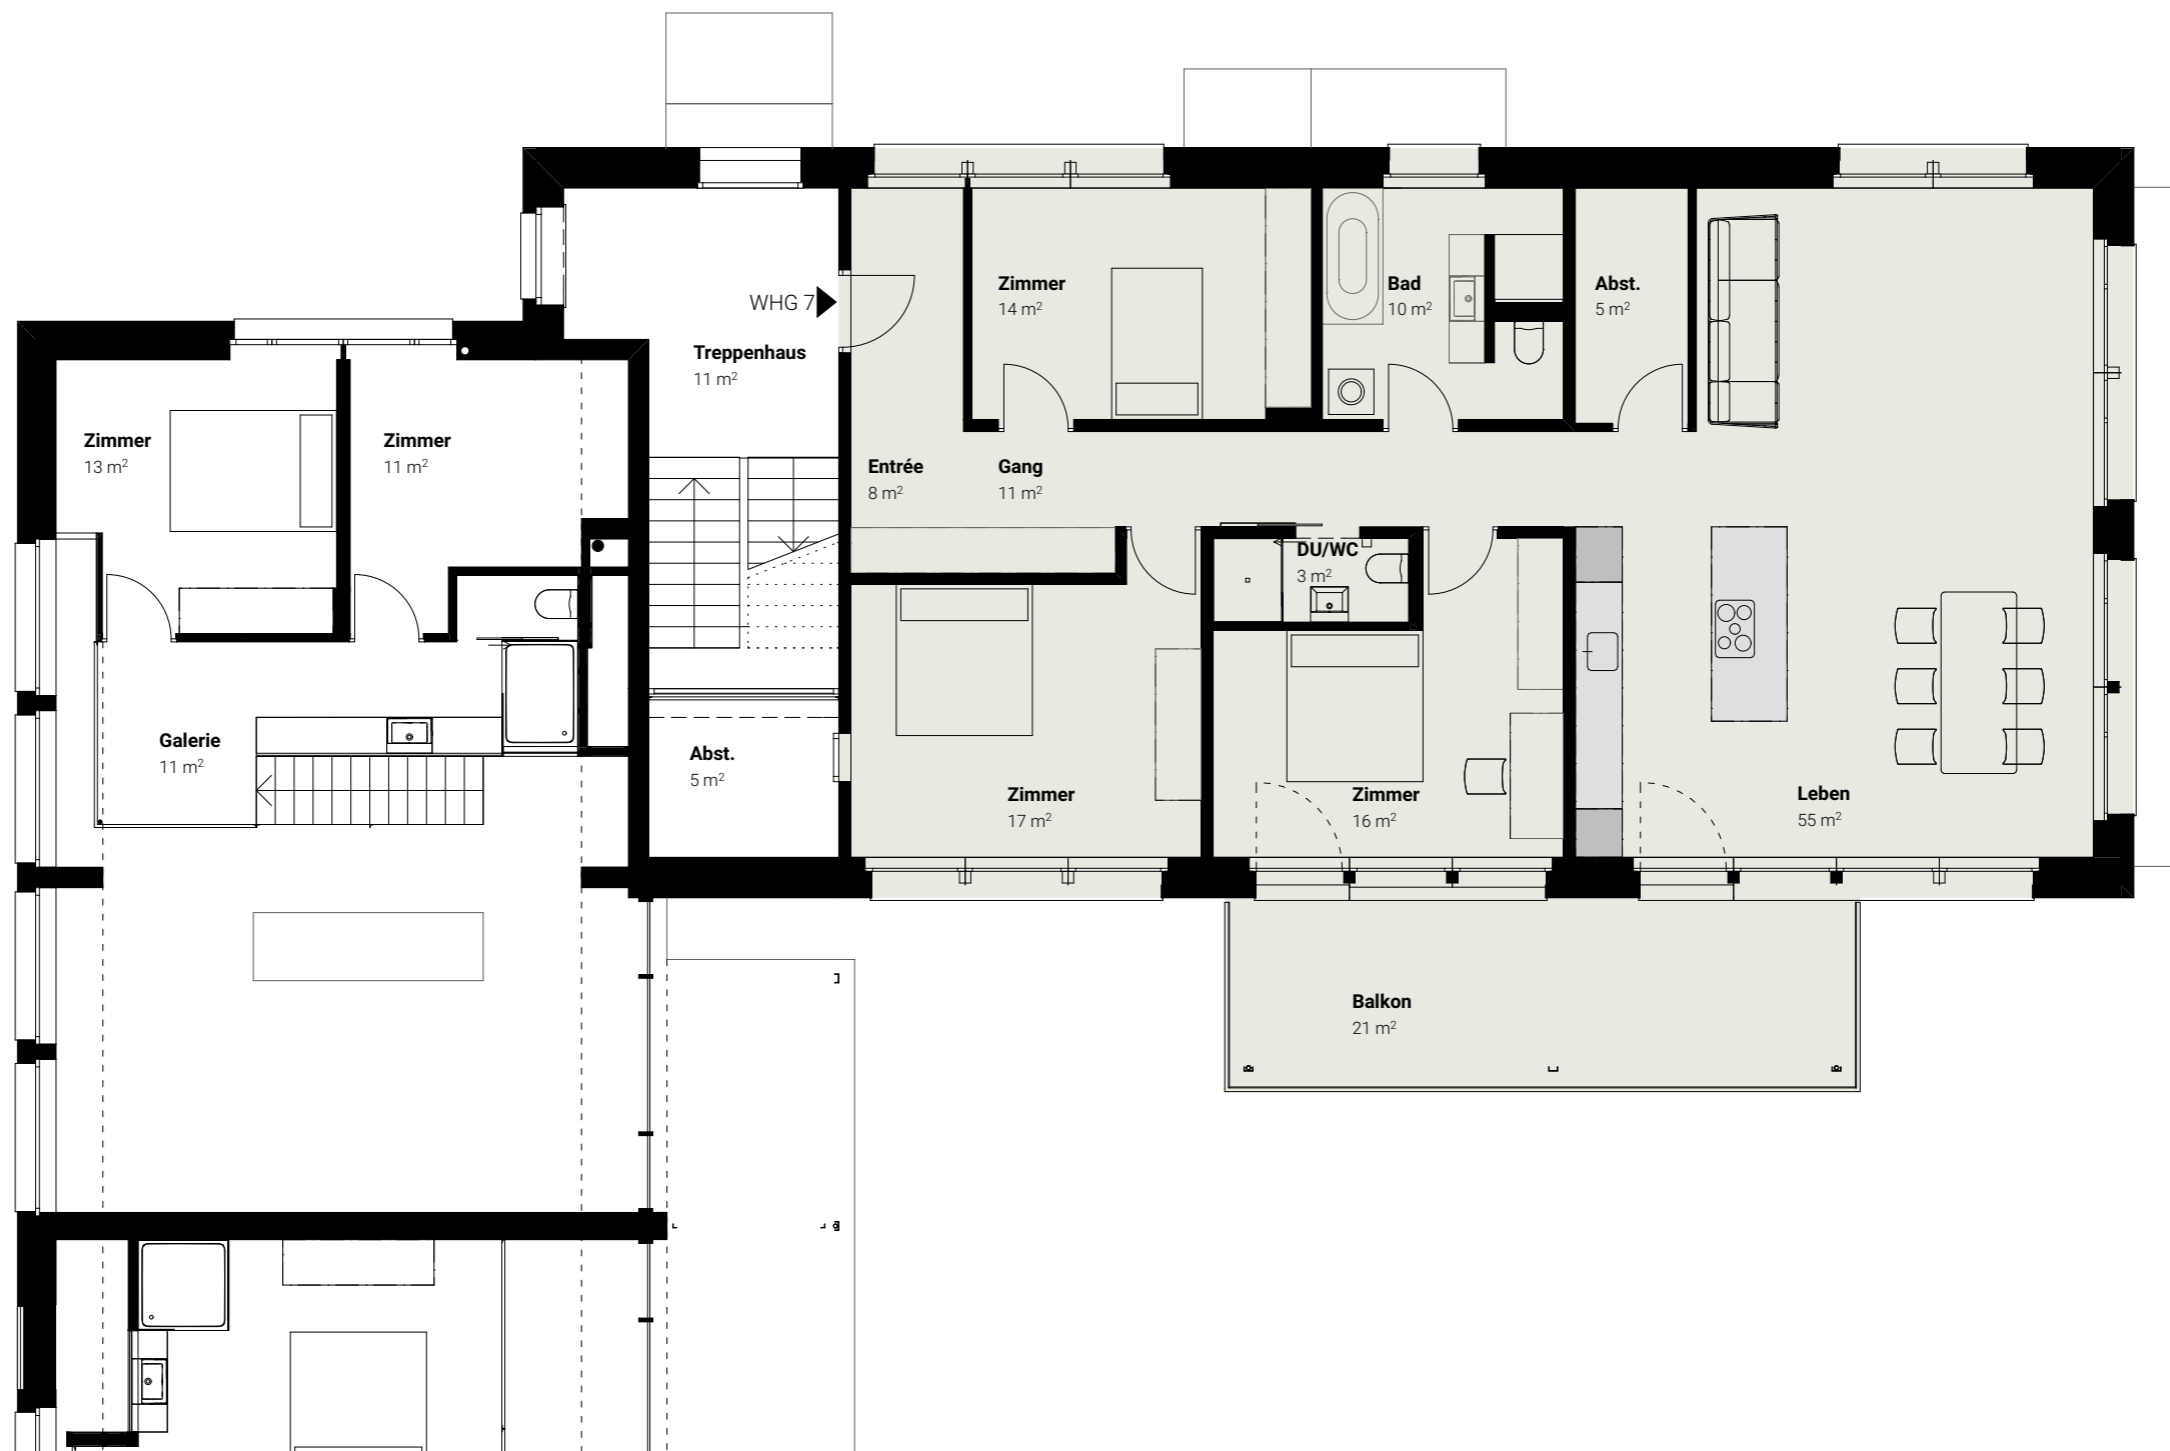 Zimmer
14 m²
Bad
10 m²
Abst.
5 m²
WHG 7
Treppenhaus
11 m²
Zimmer
13 m²
Zimmer
11 m²
Entrée
8 m²
Gang
11 m²
DU/WC
3 m²
Galerie
11 m²
Abst.
5 m²
Zimmer
17 m²
Zimmer
16 m²
Leben
55 m²
Balkon
21 m²